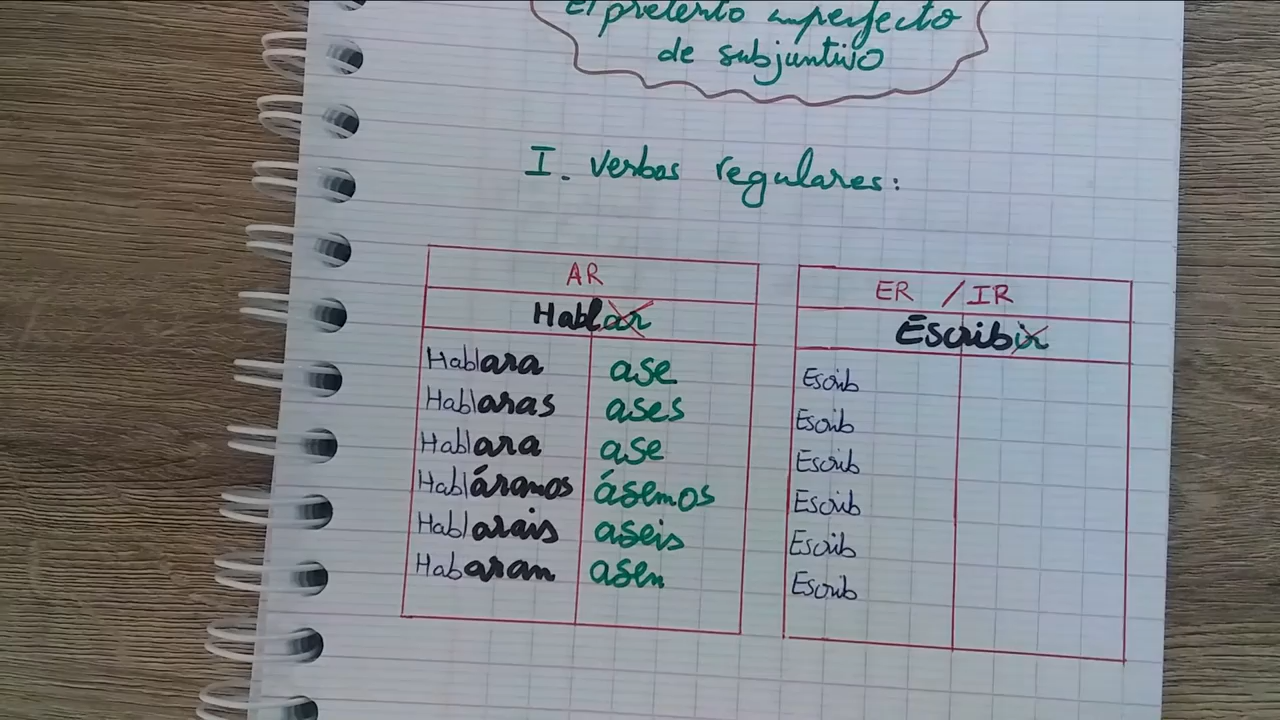 El pretérito imperfecto
de subjuntivo
I. Verbos regulares:
AR
Hablar
Hablara ase
Hablaras ases
Hablara ase
Habláramos ásemos
Hablarais aseis
Habaran asen
ER / IR
Escribir
Escrib
Escrib
Escrib
Escrib
Escrib
Escrib